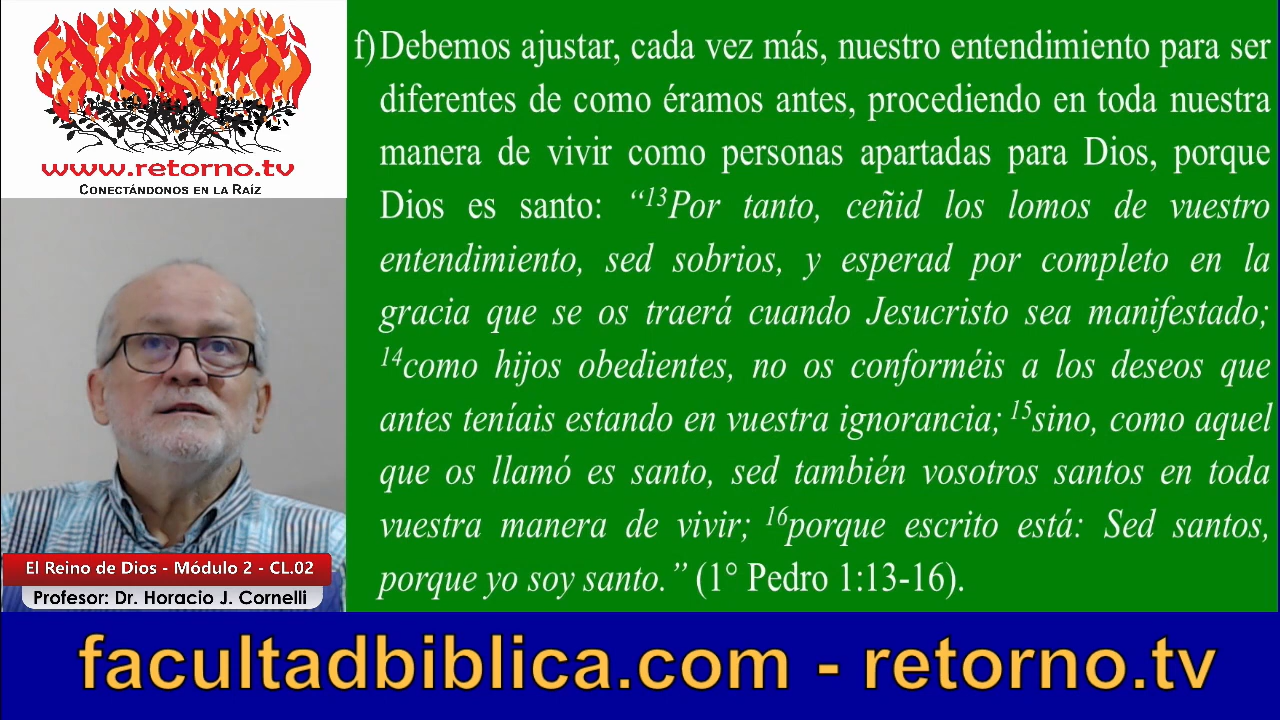 www.retorno.tv
CONECTÁNDONOS EN LA RAÍZ
f) Debemos ajustar, cada vez más, nuestro entendimiento para ser
diferentes de como éramos antes, procediendo en toda nuestra
manera de vivir como personas apartadas para Dios, porque
Dios es santo: “13Por tanto, ceñid los lomos de vuestro
entendimiento, sed sobrios, y esperad por completo en la
gracia que se os traerá cuando Jesucristo sea manifestado;
14como hijos obedientes, no os conforméis a los deseos que
antes teníais estando en vuestra ignorancia; 15sino, como aquel
que os llamó es santo, sed también vosotros santos en toda
vuestra manera de vivir; 16porque escrito está: Sed santos,
porque yo soy santo.” (1° Pedro 1:13-16).
El Reino de Dios - Módulo 2 - CL.02
Profesor: Dr. Horacio J. Cornelli
facultadbiblica.com - retorno.tv